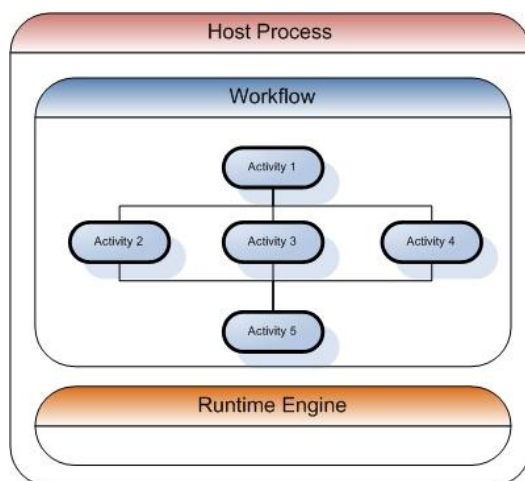 Host Process
Workflow
Activity 1
Activity 2
Activity 3
Activity 4
Activity 5
Runtime Engine